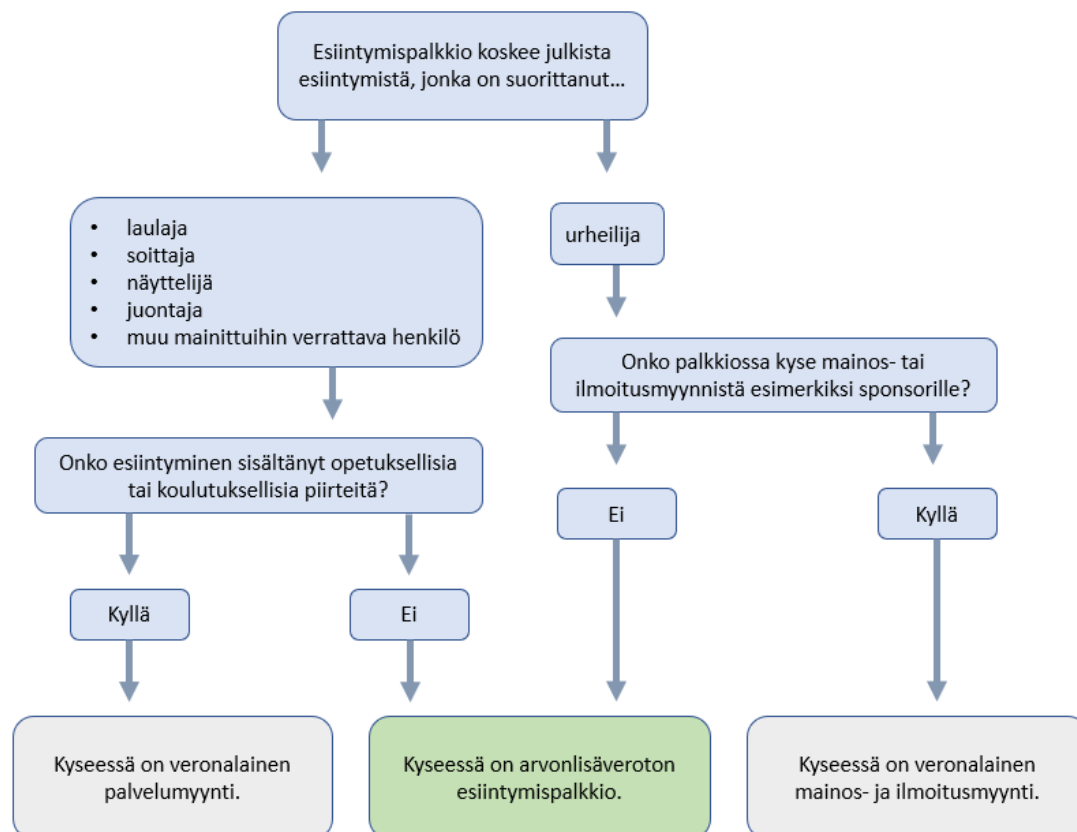 Esiintymispalkkio koskee julkista
esiintymistä, jonka on suorittanut…
• laulaja
• soittaja
• näyttelijä
• juontaja
• muu mainittuihin verrattava henkilö
urheilija
Onko palkkiossa kyse mainos- tai
ilmoitusmyynnistä esimerkiksi sponsorille?
Onko esiintyminen sisältänyt opetuksellisia
tai koulutuksellisia piirteitä?
Ei
Kyllä
Kyllä
Ei
Kyseessä on veronalainen
palvelumyynti.
Kyseessä on arvonlisäveroton
esiintymispalkkio.
Kyseessä on veronalainen
mainos- ja ilmoitusmyynti.